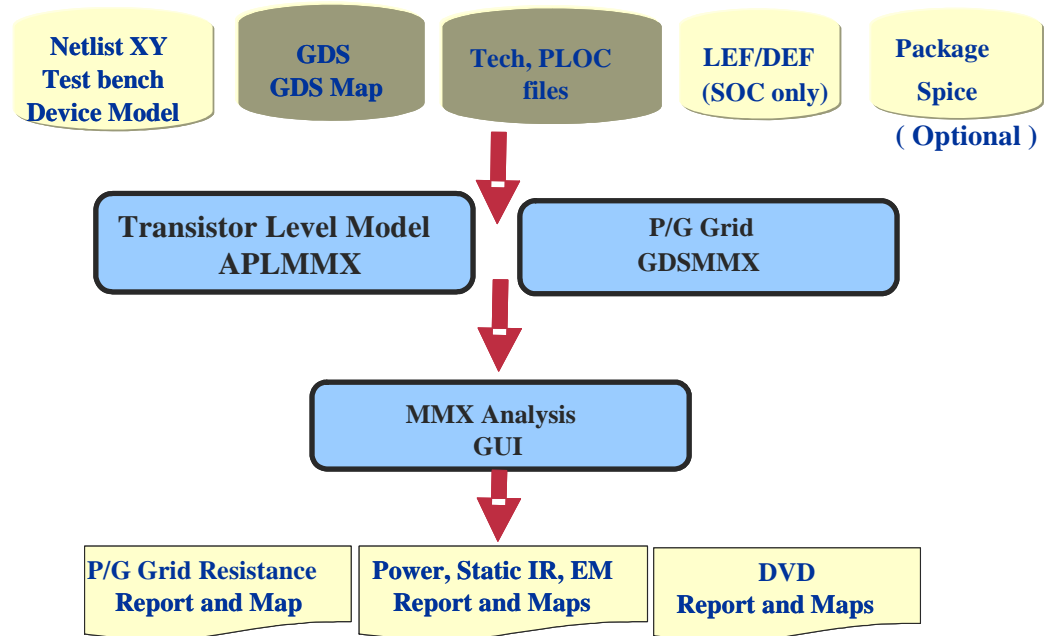 Netlist XY
Test bench
Device Model
GDS
GDS Map
Tech, PLOC
files
LEF/DEF
(SOC only)
Package
Spice
( Optional )
Transistor Level Model
APLMMX
P/G Grid
GDSMMX
MMX Analysis
GUI
P/G Grid Resistance
Report and Map
Power, Static IR, EM
Report and Maps
DVD
Report and Maps